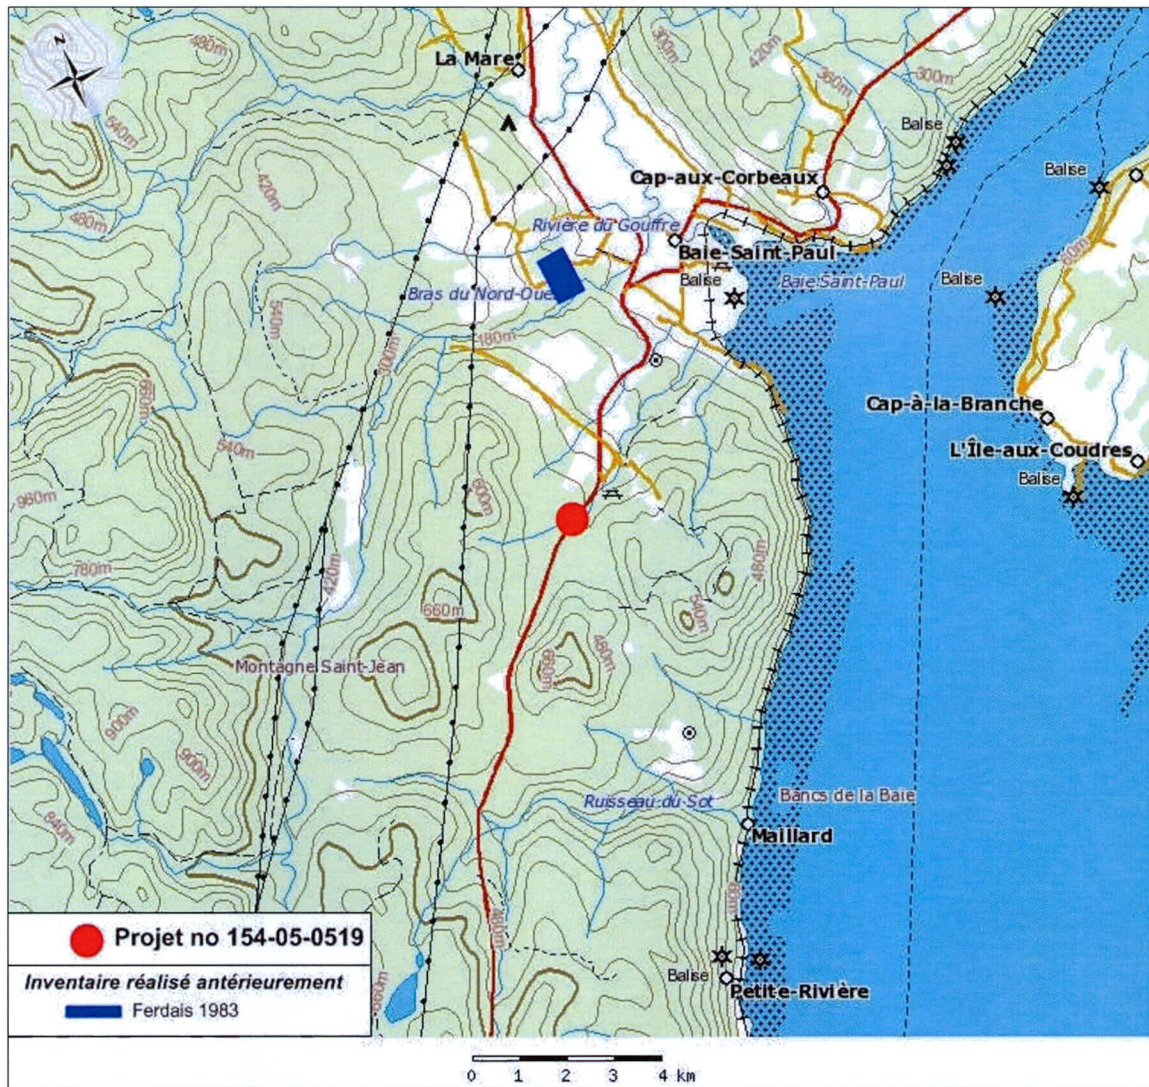 N
480m
La Mare
300m
420m
360m
300m
540m
Balise
420m
Cap-aux-Corbeaux
Balise
60m
480m
Rivière du Gouffre
Baie-Saint-Paul
Balise
Baie Saint-Paul
Balise
540m
Bras du Nord-Oue
180m
300m
660m
Cap-à-la-Branche
540m
L'Île-aux-Coudres
600m
Balise
960m
480m
780m
420m
660m
540m
480m
Montagne Saint-Jean
660m
900m
900m
Ruisseau du Sot
Bancs de la Baie
840m
Maillard
60m
480m
Projet no 154-05-0519
Inventaire réalisé antérieurement
Balise
Petite-Rivière
Ferdais 1983
660m
0 1 2 3 4 km